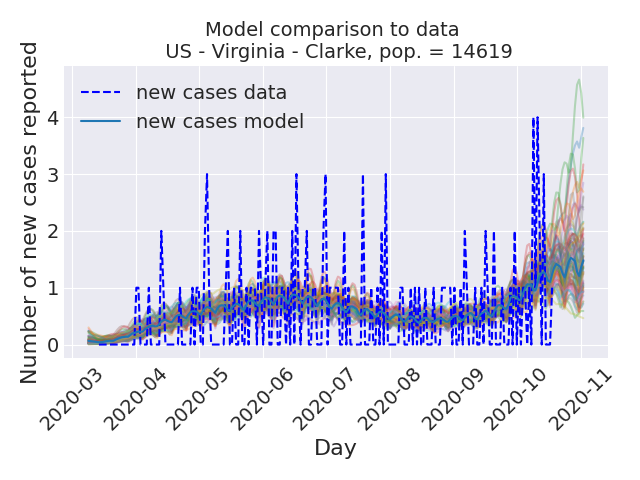 Model comparison to data
US - Virginia - Clarke, pop. = 14619
Number of new cases reported
new cases data
new cases model
4
3
2
1
0
2020-03
2020-04
2020-05
2020-06
2020-07
2020-08
2020-09
2020-10
2020-11
Day